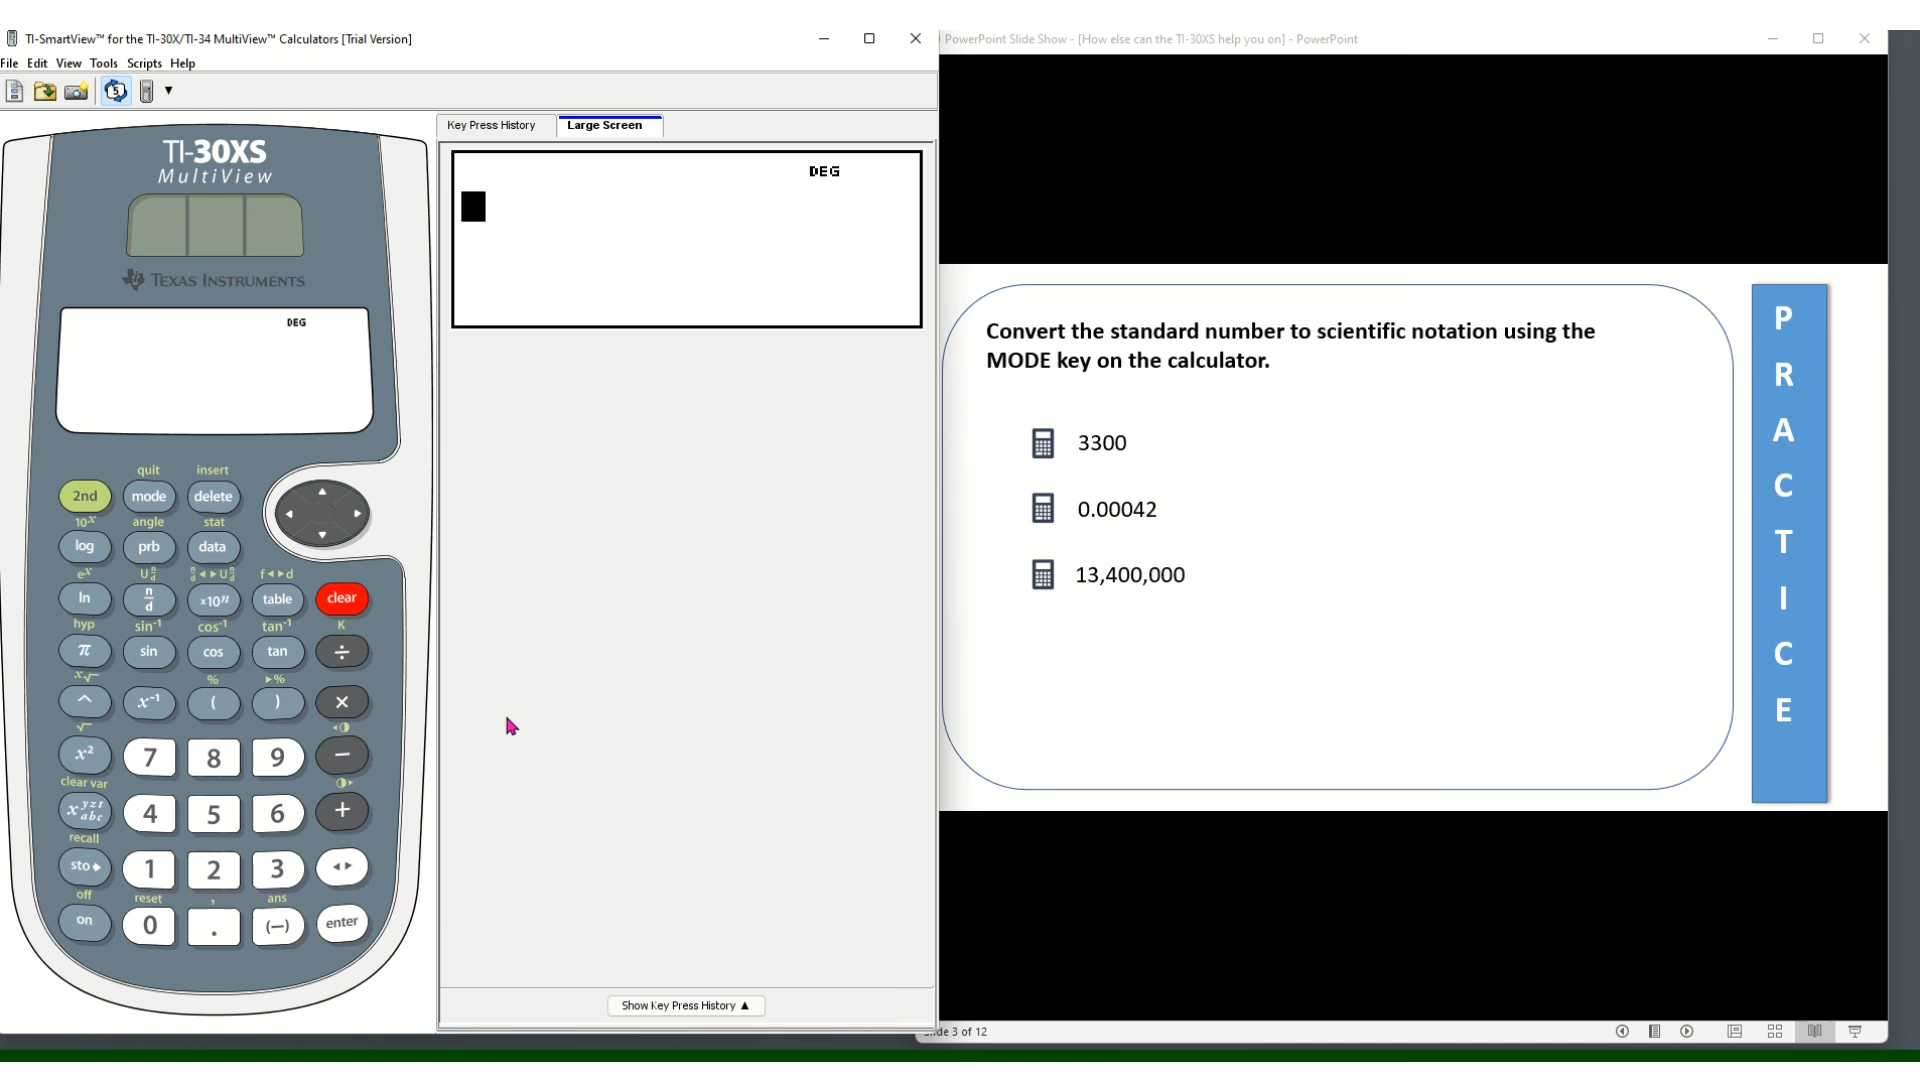 TI-SmartView™ for the TI-30X/TI-34 MultiView™ Calculators [Trial Version]
File Edit View Tools Scripts Help
5
TI-30XS
MultiView
TEXAS INSTRUMENTS
DEG
quit insert
2nd mode delete
10ˣ angle stat
log prb data
eˣ U n/d n/d ◄► U n/d f◄►d
ln n/d ×10ⁿ table clear
hyp sin⁻¹ cos⁻¹ tan⁻¹ K
π sin cos tan ÷
ˣ√ % ►%
^ x⁻¹ ( ) ×
√
x² 7 8 9 −
clear var
x yzt abc 4 5 6 +
recall
sto► 1 2 3 ◄►
off reset , ans
on 0 . (−) enter
Key Press History Large Screen
DEG
Show Key Press History ▲
PowerPoint Slide Show - [How else can the TI-30XS help you on] - PowerPoint
Convert the standard number to scientific notation using the
MODE key on the calculator.
3300
0.00042
13,400,000
P
R
A
C
T
I
C
E
de 3 of 12